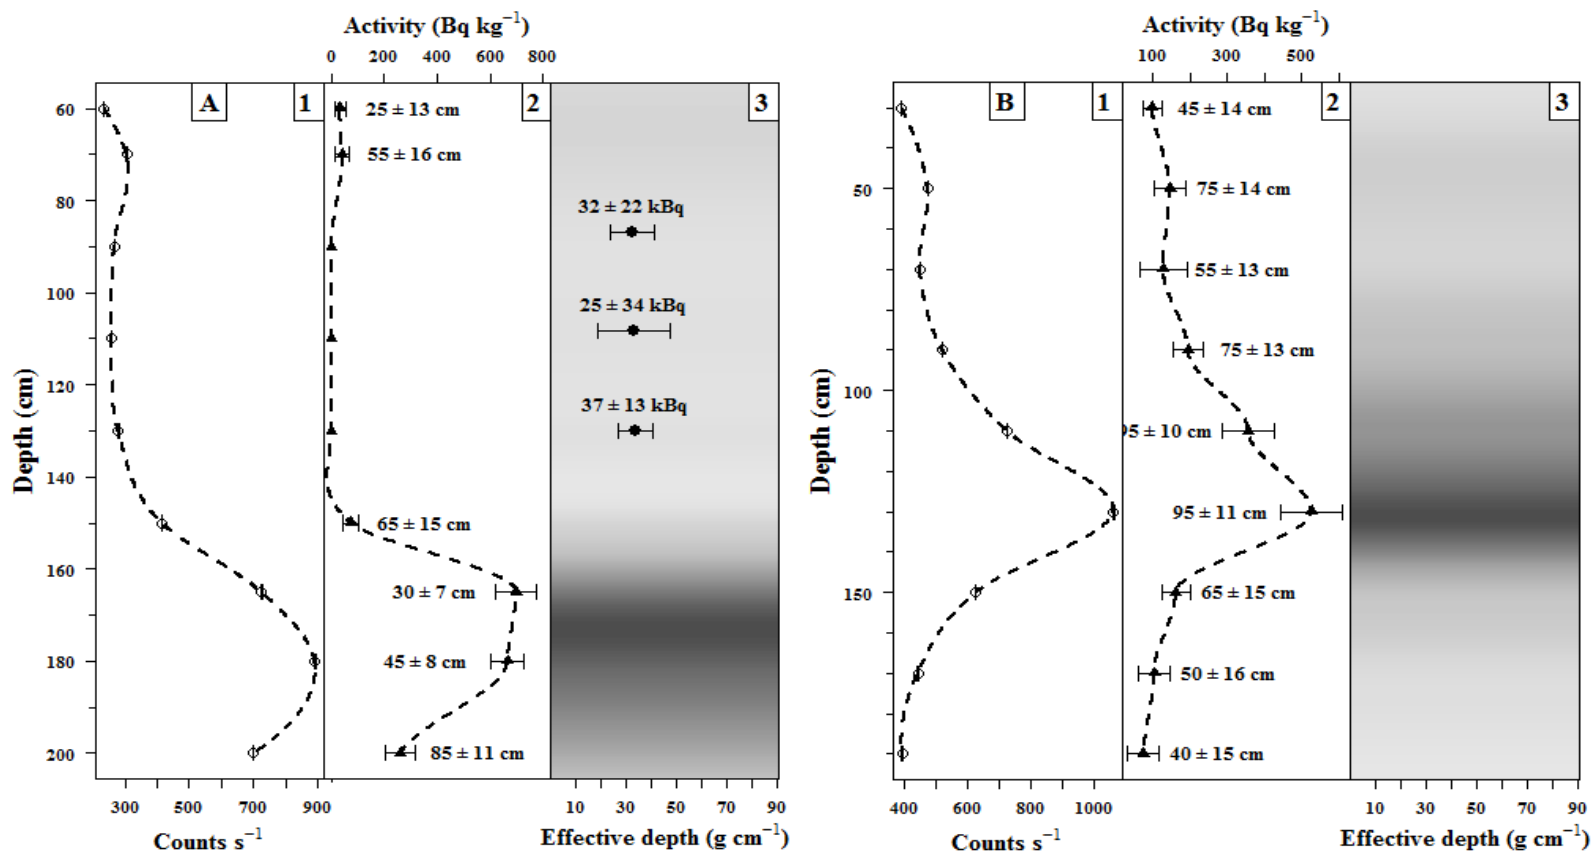 Activity (Bq kg⁻¹)
0 200 400 600 800
A 1 2 3
60
80
100
120
140
160
180
200
Depth (cm)
25 ± 13 cm
55 ± 16 cm
65 ± 15 cm
30 ± 7 cm
45 ± 8 cm
85 ± 11 cm
32 ± 22 kBq
25 ± 34 kBq
37 ± 13 kBq
300 500 700 900
Counts s⁻¹
10 30 50 70 90
Effective depth (g cm⁻¹)
Activity (Bq kg⁻¹)
100 300 500
B 1 2 3
50
100
150
Depth (cm)
45 ± 14 cm
75 ± 14 cm
55 ± 13 cm
75 ± 13 cm
95 ± 10 cm
95 ± 11 cm
65 ± 15 cm
50 ± 16 cm
40 ± 15 cm
400 600 800 1000
Counts s⁻¹
10 30 50 70 90
Effective depth (g cm⁻¹)